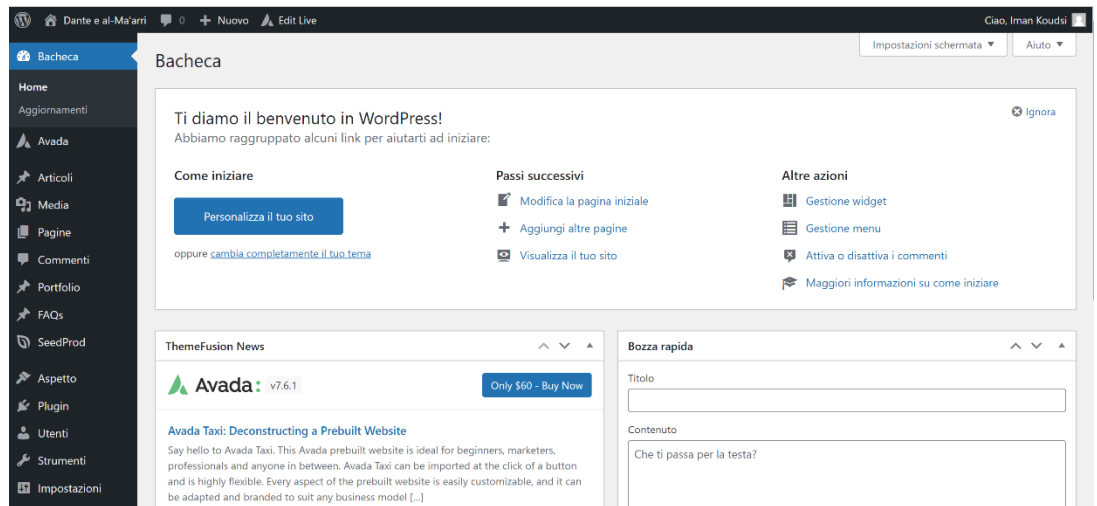 Dante e al-Ma'arri 0 Nuovo Edit Live Ciao, Iman Koudsi
Impostazioni schermata ▼ Aiuto ▼
Bacheca
Home
Aggiornamenti
Avada
Articoli
Media
Pagine
Commenti
Portfolio
FAQs
SeedProd
Aspetto
Plugin
Utenti
Strumenti
Impostazioni
Bacheca
Ti diamo il benvenuto in WordPress!
Ignora
Abbiamo raggruppato alcuni link per aiutarti ad iniziare:
Come iniziare
Personalizza il tuo sito
oppure cambia completamente il tuo tema
Passi successivi
Modifica la pagina iniziale
Aggiungi altre pagine
Visualizza il tuo sito
Altre azioni
Gestione widget
Gestione menu
Attiva o disattiva i commenti
Maggiori informazioni su come iniziare
ThemeFusion News
Avada: v7.6.1 Only $60 - Buy Now
Avada Taxi: Deconstructing a Prebuilt Website
Say hello to Avada Taxi. This Avada prebuilt website is ideal for beginners, marketers,
professionals and anyone in between. Avada Taxi can be imported at the click of a button
and is highly flexible. Every aspect of the prebuilt website is easily customizable, and it can
be adapted and branded to suit any business model […]
Bozza rapida
Titolo
Contenuto
Che ti passa per la testa?